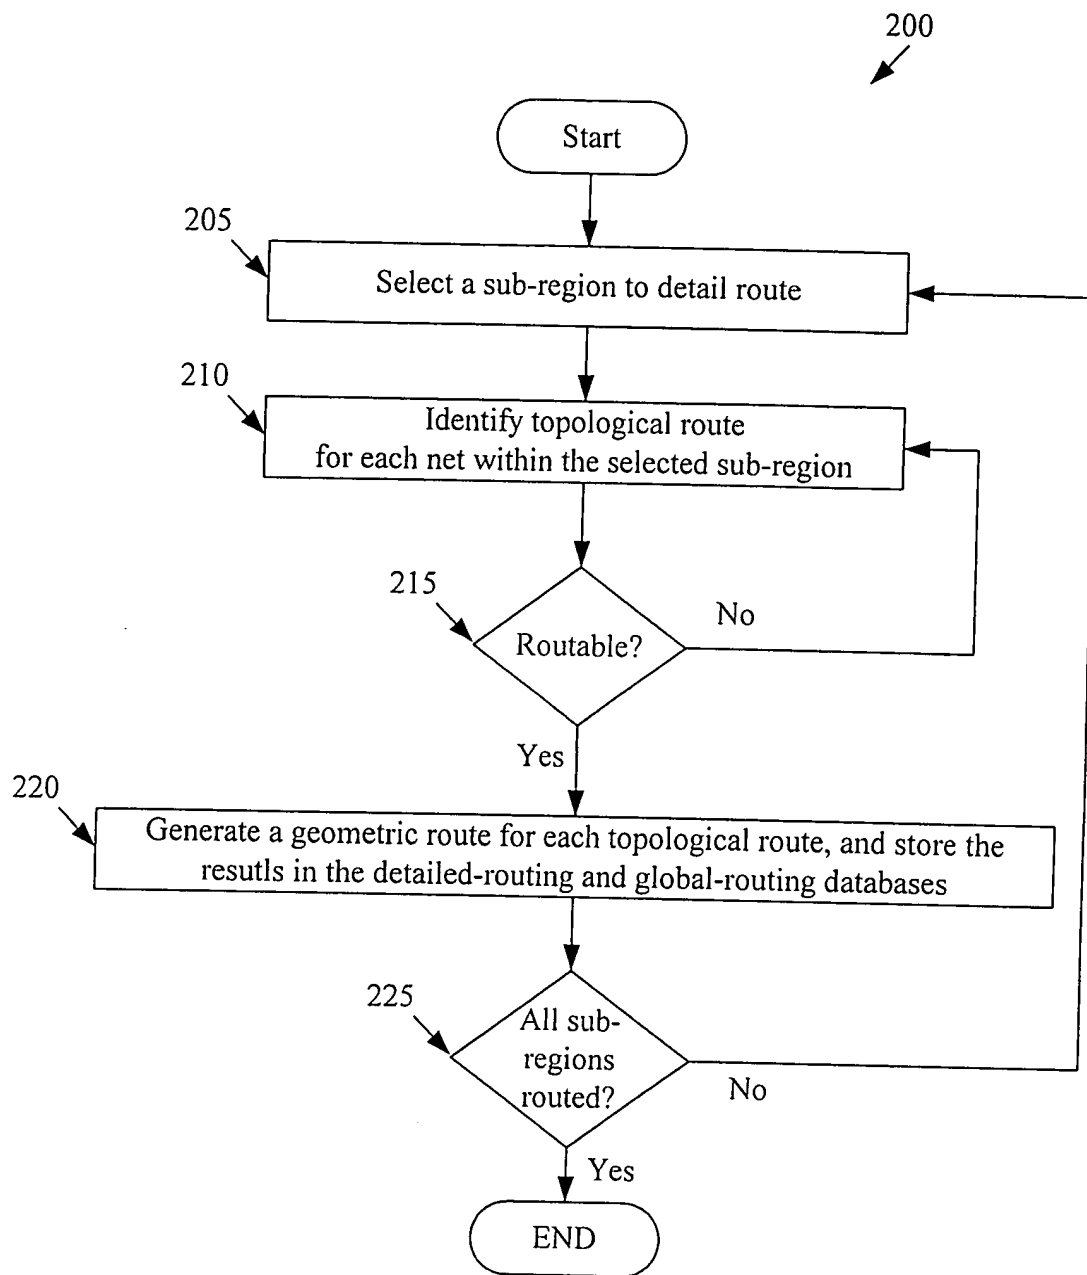 200
Start
205
Select a sub-region to detail route
210
Identify topological route
for each net within the selected sub-region
215
Routable?
No
Yes
220
Generate a geometric route for each topological route, and store the
resutls in the detailed-routing and global-routing databases
225
All sub-
regions
routed?
No
Yes
END